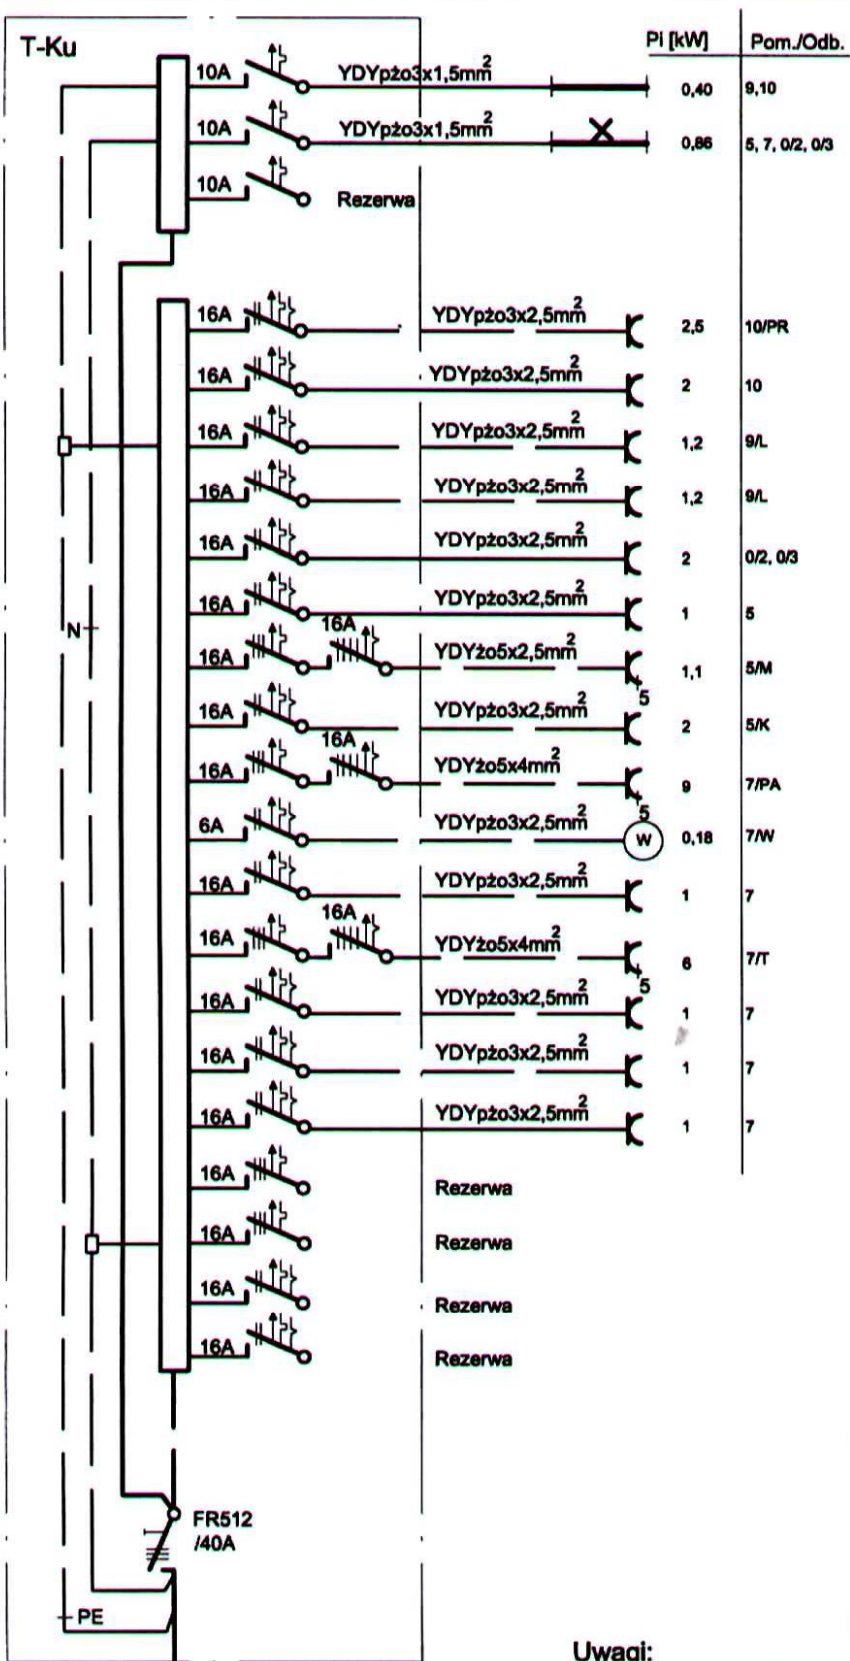 T-Ku Pi [kW] Pom./Odb.
10A YDYpżo3x1,5mm² 0,40 9,10
10A YDYpżo3x1,5mm² 0,86 5, 7, 0/2, 0/3
10A Rezerwa
16A YDYpżo3x2,5mm² 2,5 10/PR
16A YDYpżo3x2,5mm² 2 10
16A YDYpżo3x2,5mm² 1,2 9/L
16A YDYpżo3x2,5mm² 1,2 9/L
16A YDYpżo3x2,5mm² 2 0/2, 0/3
16A YDYpżo3x2,5mm² 1 5
N
16A 16A YDYżo5x2,5mm² 5 1,1 5/M
16A YDYpżo3x2,5mm² 2 5/K
16A 16A YDYżo5x4mm² 5 9 7/PA
6A YDYpżo3x2,5mm² W 0,18 7/W
16A YDYpżo3x2,5mm² 1 7
16A 16A YDYżo5x4mm² 5 6 7/T
16A YDYpżo3x2,5mm² 1 7
16A YDYpżo3x2,5mm² 1 7
16A YDYpżo3x2,5mm² 1 7
16A Rezerwa
16A Rezerwa
16A Rezerwa
16A Rezerwa
FR512
/40A
PE
Uwagi: